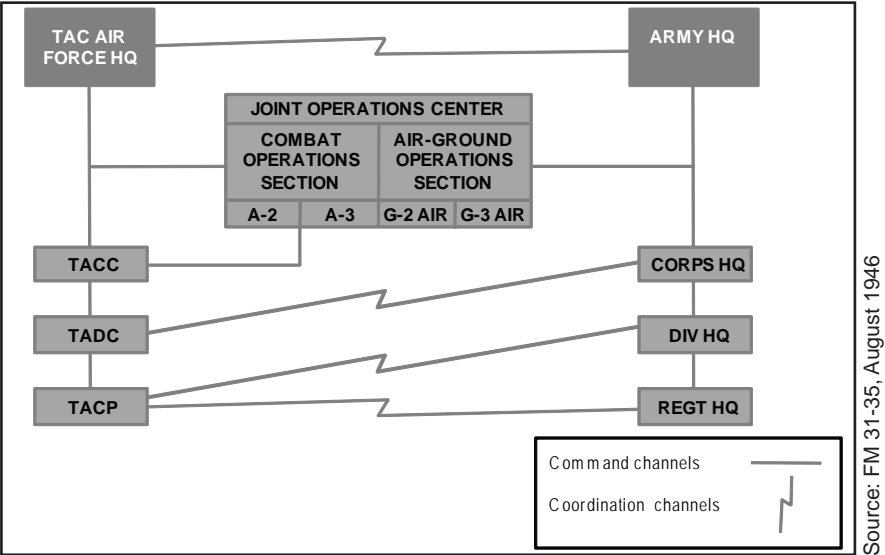 TAC AIR
FORCE HQ
ARMY HQ
JOINT OPERATIONS CENTER
COMBAT
OPERATIONS
SECTION
AIR-GROUND
OPERATIONS
SECTION
A-2
A-3
G-2 AIR
G-3 AIR
TACC
CORPS HQ
TADC
DIV HQ
TACP
REGT HQ
Command channels
Coordination channels
Source: FM 31-35, August 1946